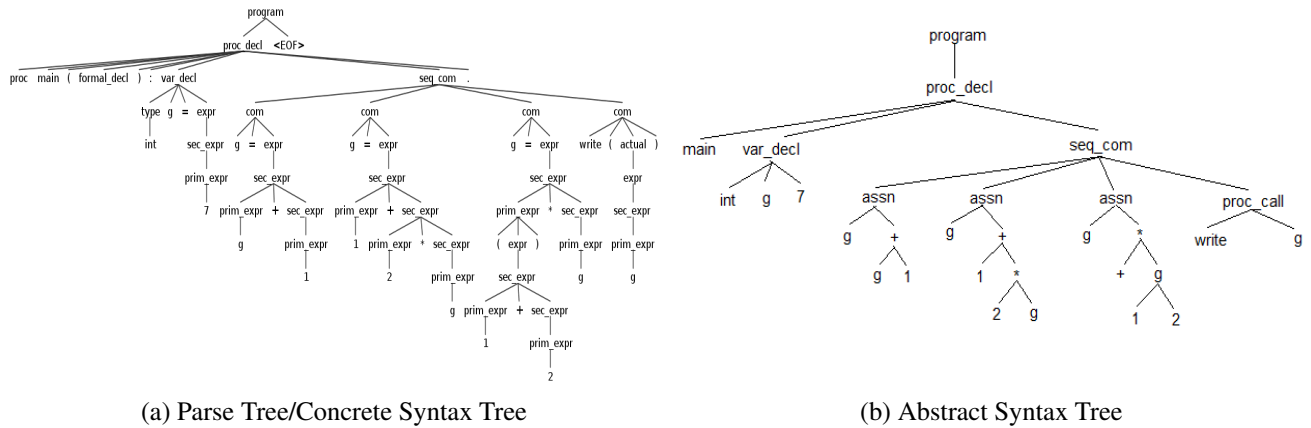 program
proc_decl <EOF>
proc main ( formal_decl ) : var_decl seq_com .
type g = expr com com com com
int sec_expr g = expr g = expr g = expr write ( actual )
prim_expr sec_expr sec_expr sec_expr expr
7 prim_expr + sec_expr prim_expr + sec_expr prim_expr * sec_expr sec_expr
g prim_expr 1 prim_expr * sec_expr ( expr ) prim_expr prim_expr
1 2 prim_expr sec_expr g g
g prim_expr + sec_expr
1 prim_expr
2
(a) Parse Tree/Concrete Syntax Tree
program
proc_decl
main var_decl seq_com
int g 7 assn assn assn proc_call
g + g + g * write g
g 1 1 * + g
2 g 1 2
(b) Abstract Syntax Tree